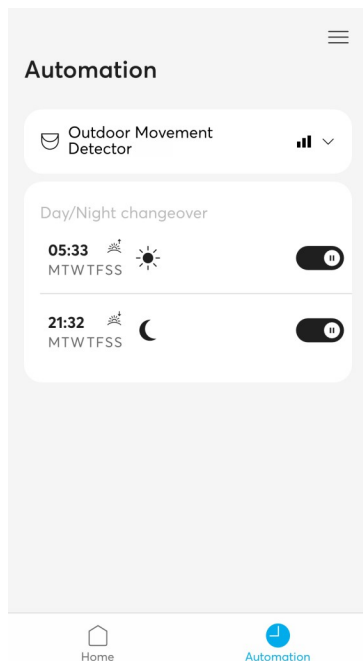 Automation
Outdoor Movement
Detector
Day/Night changeover
05:33
MTWTFSS
21:32
MTWTFSS
Home
Automation